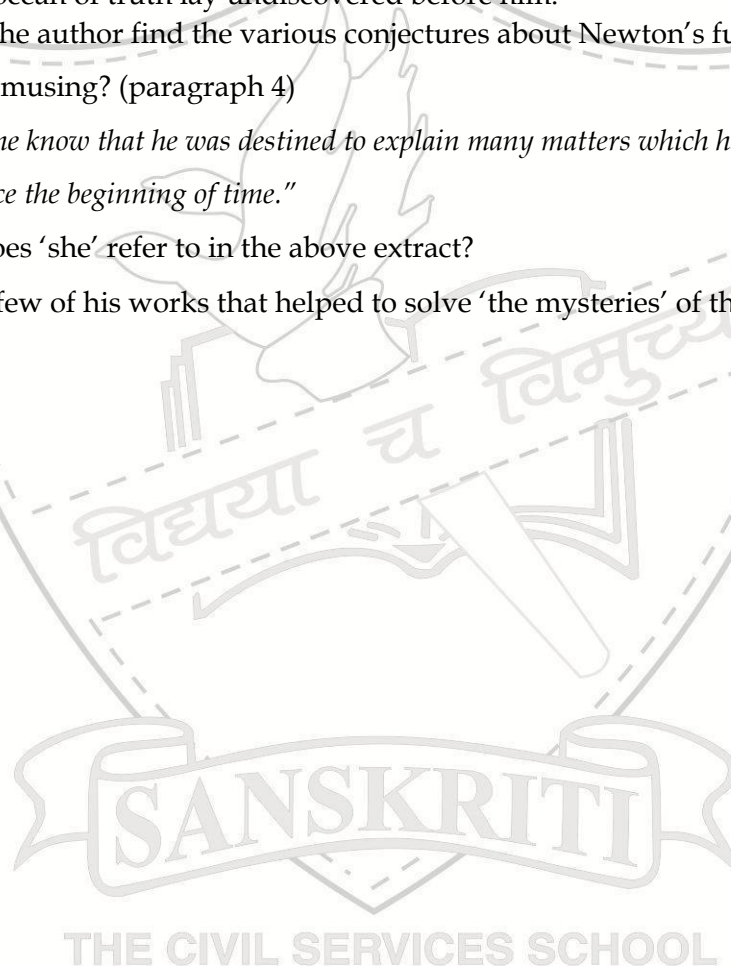 ocean of truth lay undiscovered before him.
he author find the various conjectures about Newton's fu
musing? (paragraph 4)
ne know that he was destined to explain many matters which h
ce the beginning of time."
oes 'she' refer to in the above extract?
few of his works that helped to solve 'the mysteries' of th
विद्यया च विमुच्य
SANSKRITI
THE CIVIL SERVICES SCHOOL